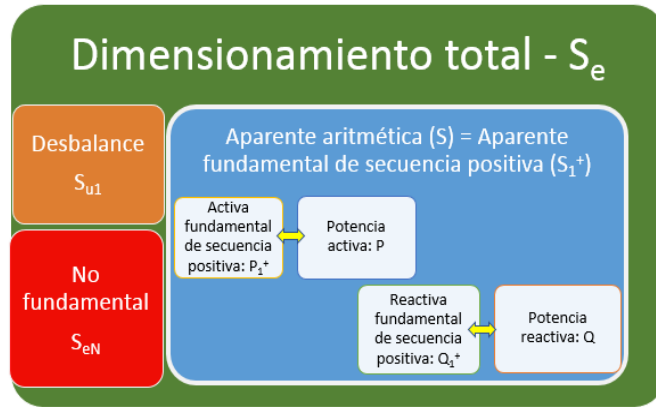 Dimensionamiento total - Se
Desbalance
Su1
Aparente aritmética (S) = Aparente
fundamental de secuencia positiva (S1+)
Activa
fundamental
de secuencia
positiva: P1+
Potencia
activa: P
No
fundamental
SeN
Reactiva
fundamental
de secuencia
positiva: Q1+
Potencia
reactiva: Q